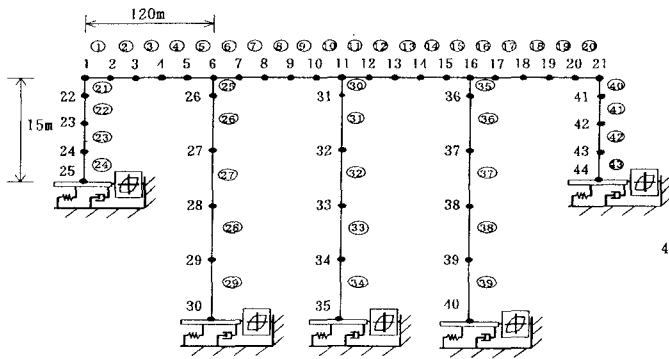 120m
① ② ③ ④ ⑤ ⑥ ⑦ ⑧ ⑨ ⑩ ⑪ ⑫ ⑬ ⑭ ⑮ ⑯ ⑰ ⑱ ⑲ ⑳
1 2 3 4 5 6 7 8 9 10 11 12 13 14 15 16 17 18 19 20 21
㉑ ㉕ ㉚ ㉟ ㊵
22 26 31 36 41
㉒ ㉖ ㉛ ㊱ ㊶
15m
23 27 32 37 42
㉓ ㉗ ㉜ ㊲ ㊷
24 28 33 38 43
㉔ ㉘ ㉝ ㊳ ㊸
25 29 34 39 44
㉙ ㉞ ㊴
30 35 40
4